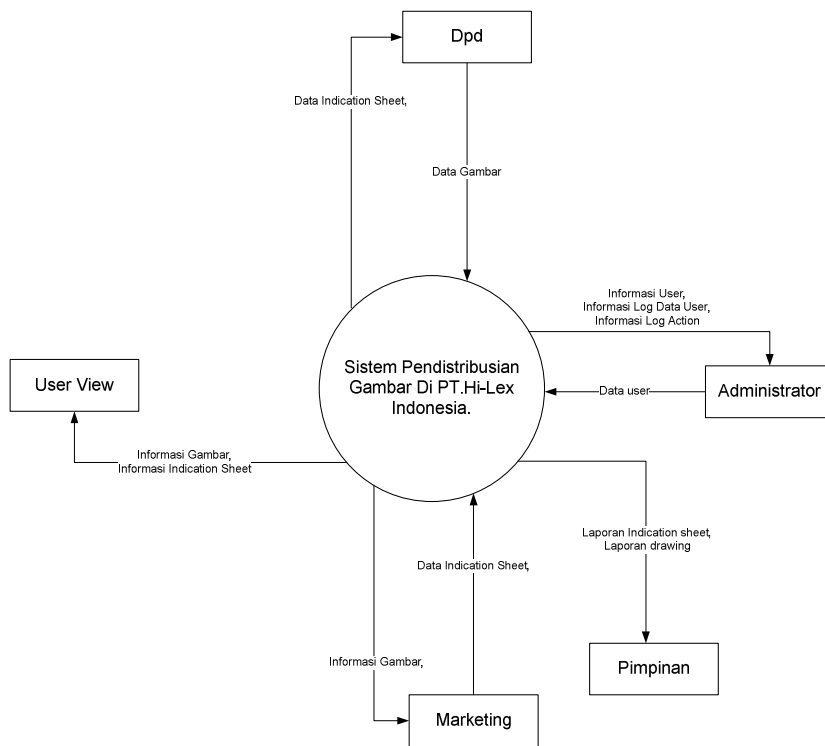 Dpd
Data Indication Sheet,
Data Gambar
Informasi User,
Informasi Log Data User,
Informasi Log Action
Sistem Pendistribusian
Gambar Di PT.Hi-Lex
Indonesia.
User View
Administrator
Data user
Informasi Gambar,
Informasi Indication Sheet
Laporan Indication sheet,
Laporan drawing
Data Indication Sheet,
Informasi Gambar,
Pimpinan
Marketing